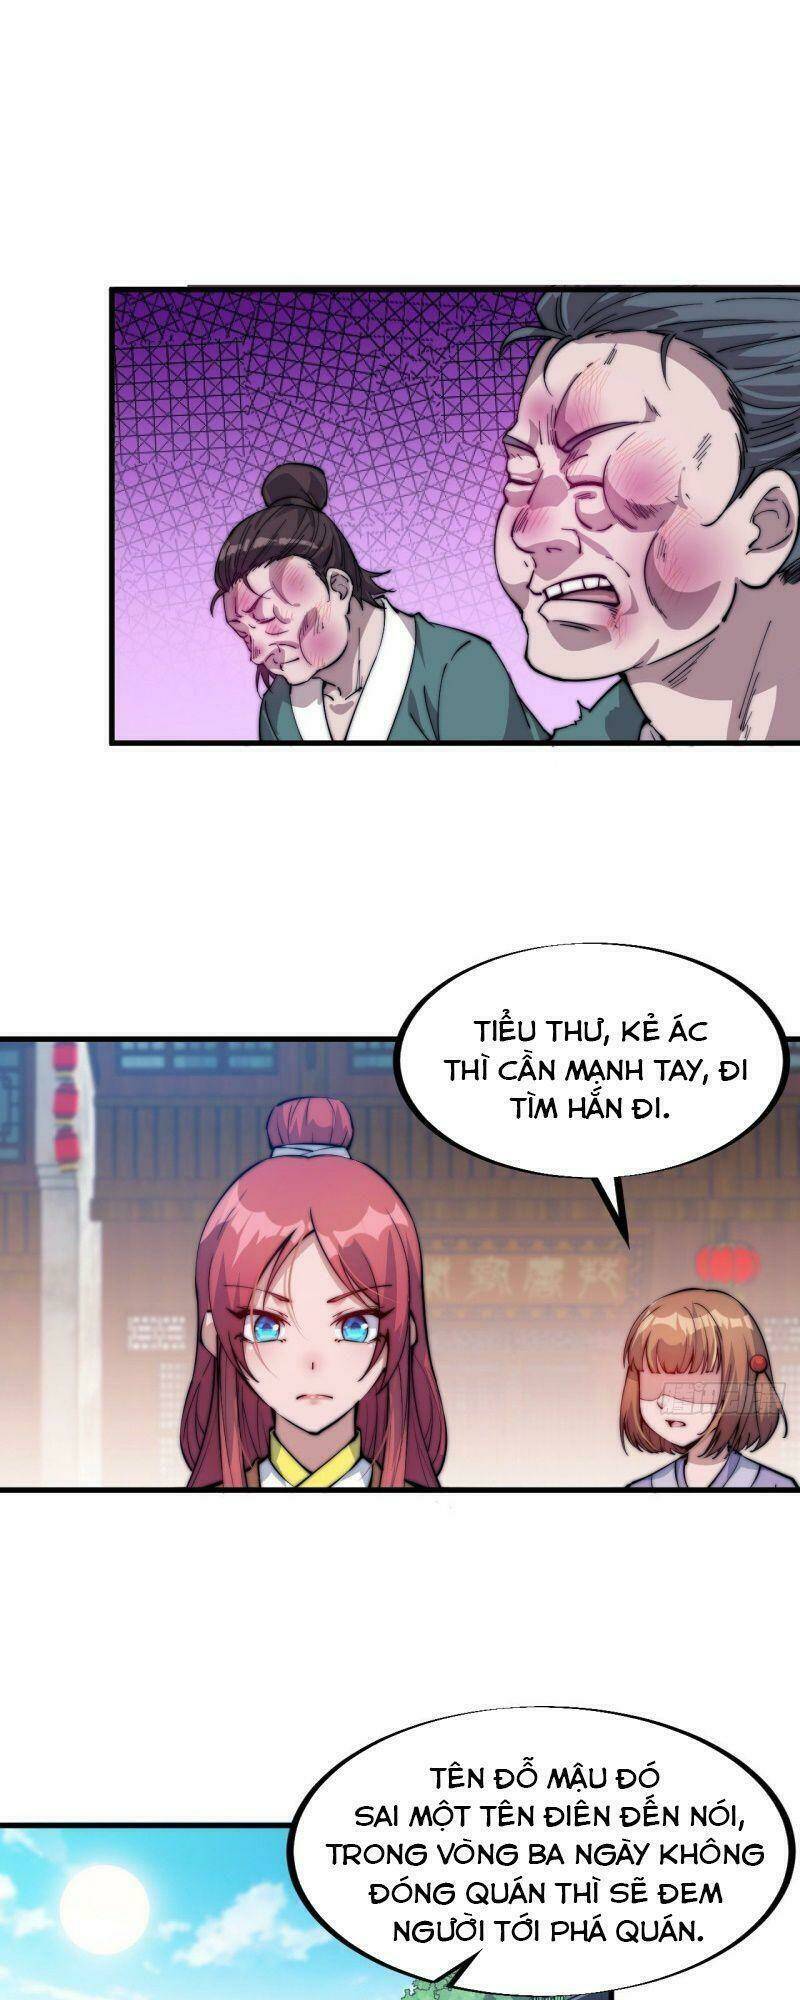 TIỂU THƯ, KẺ ÁC
THÌ CẦN MẠNH TAY, ĐI
TÌM HẮN ĐI.
TÊN ĐỖ MẬU ĐÓ
SAI MỘT TÊN ĐIÊN ĐẾN NÓI,
TRONG VÒNG BA NGÀY KHÔNG
ĐÓNG QUÁN THÌ SẼ ĐEM
NGƯỜI TỚI PHÁ QUÁN.